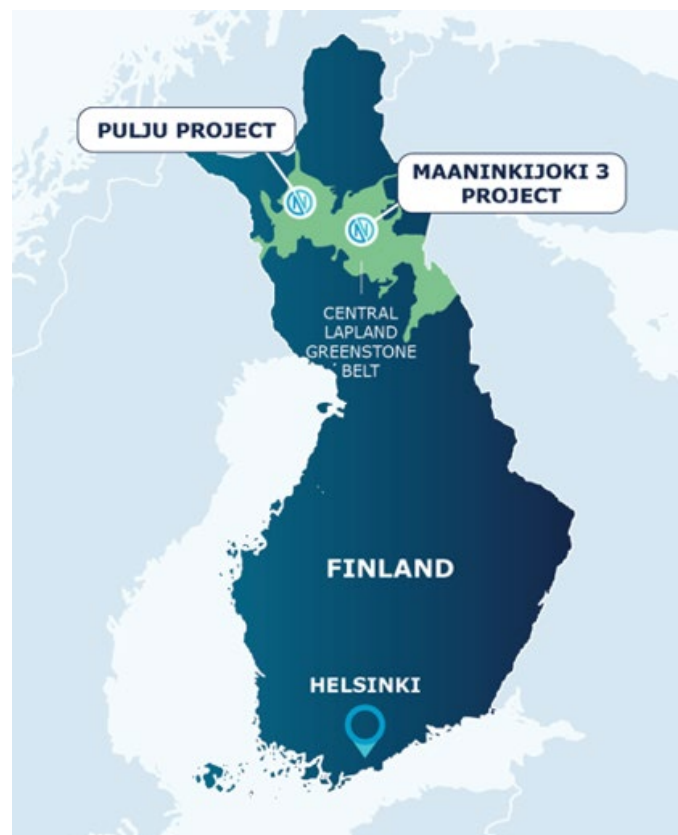 PULJU PROJECT
MAANINKIJOKI 3
PROJECT
CENTRAL
LAPLAND
GREENSTONE
BELT
FINLAND
HELSINKI